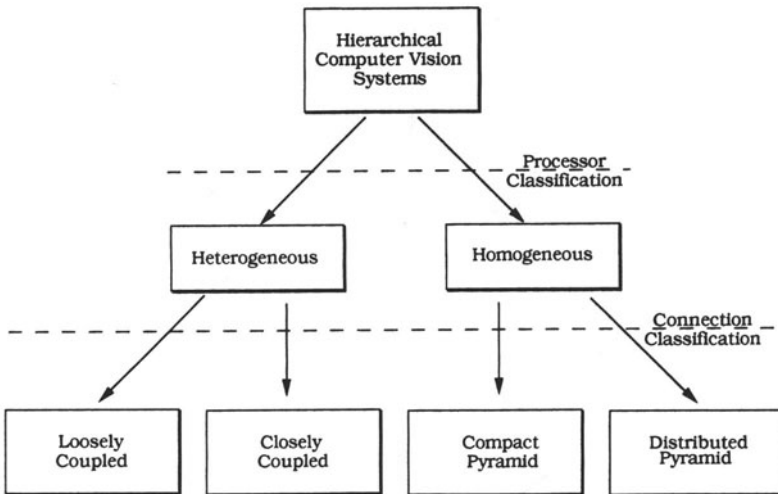 Hierarchical
Computer Vision
Systems
Processor
Classification
Heterogeneous
Homogeneous
Connection
Classification
Loosely
Coupled
Closely
Coupled
Compact
Pyramid
Distributed
Pyramid